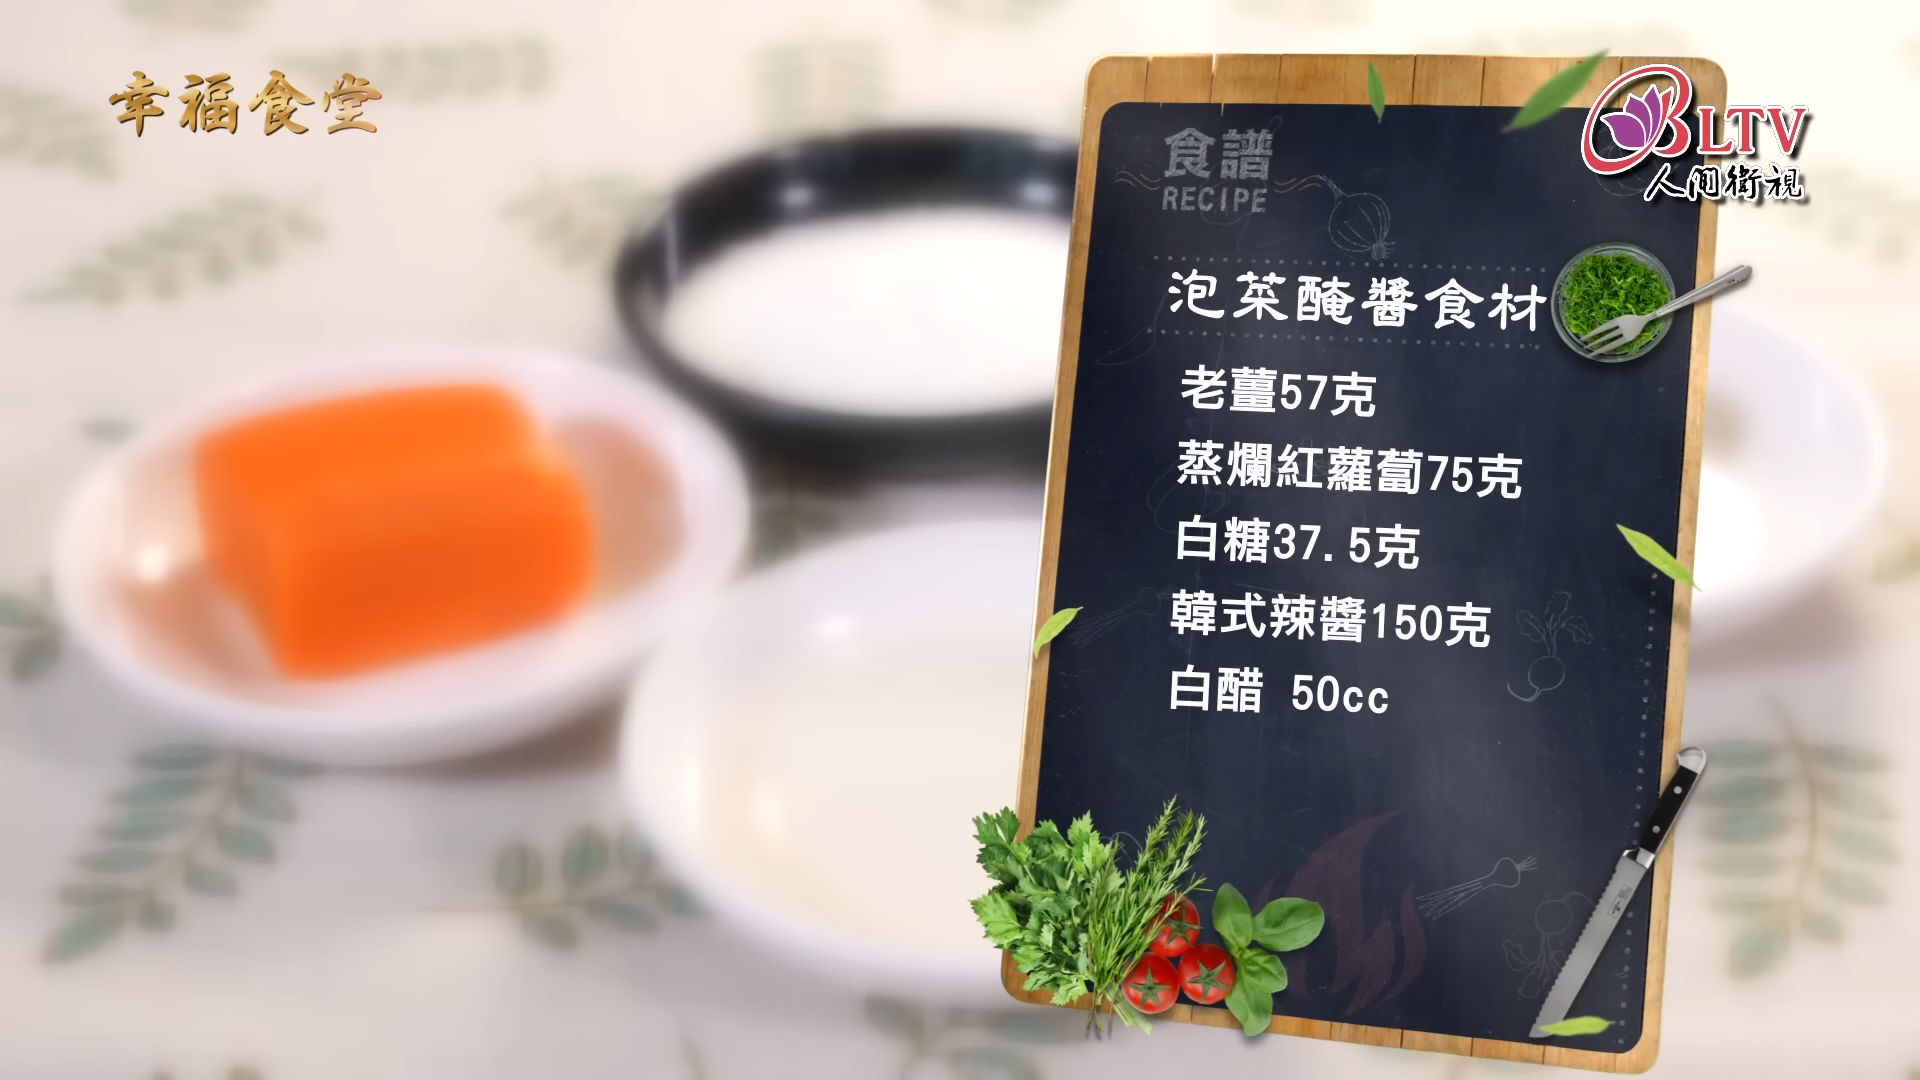 幸福食堂
BLTV
人間衛視
食譜
RECIPE
泡菜醃醬食材
老薑57克
蒸爛紅蘿蔔75克
白糖37.5克
韓式辣醬150克
白醋 50cc